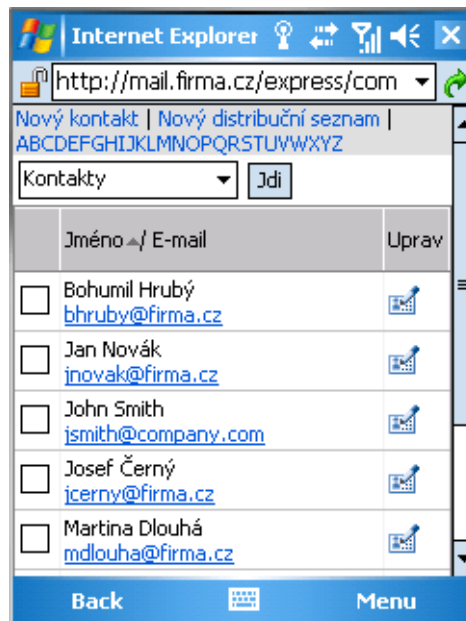 Internet Explorer
http://mail.firma.cz/express/com
Nový kontakt | Nový distribuční seznam |
ABCDEFGHIJKLMNOPQRSTUVWXYZ
Kontakty Jdi
Jméno / E-mail Uprav
Bohumil Hrubý
bhruby@firma.cz
Jan Novák
jnovak@firma.cz
John Smith
jsmith@company.com
Josef Černý
jcerny@firma.cz
Martina Dlouhá
mdlouha@firma.cz
Back Menu